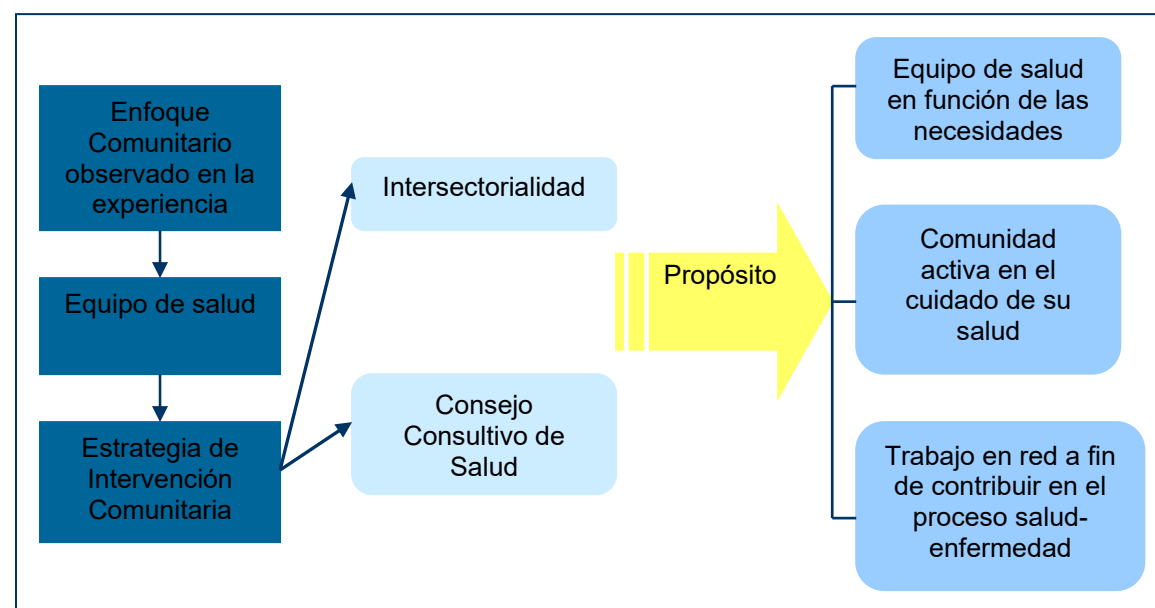 Enfoque
Comunitario
observado en la
experiencia
Equipo de salud
Estrategia de
Intervención
Comunitaria
Intersectorialidad
Consejo
Consultivo de
Salud
Propósito
Equipo de salud
en función de las
necesidades
Comunidad
activa en el
cuidado de su
salud
Trabajo en red a fin
de contribuir en el
proceso salud-
enfermedad